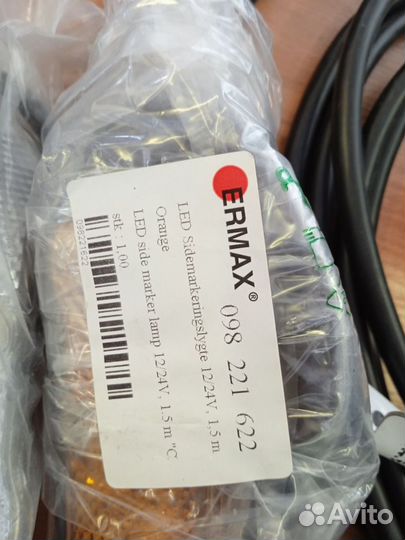 ERMAX® 098 221 622
LED Sidemarkeringslygte 12/24V, 1,5 m.
Orange
LED side marker lamp 12/24V, 1.5 m "C.
stk : 1,00
098221622
Avito